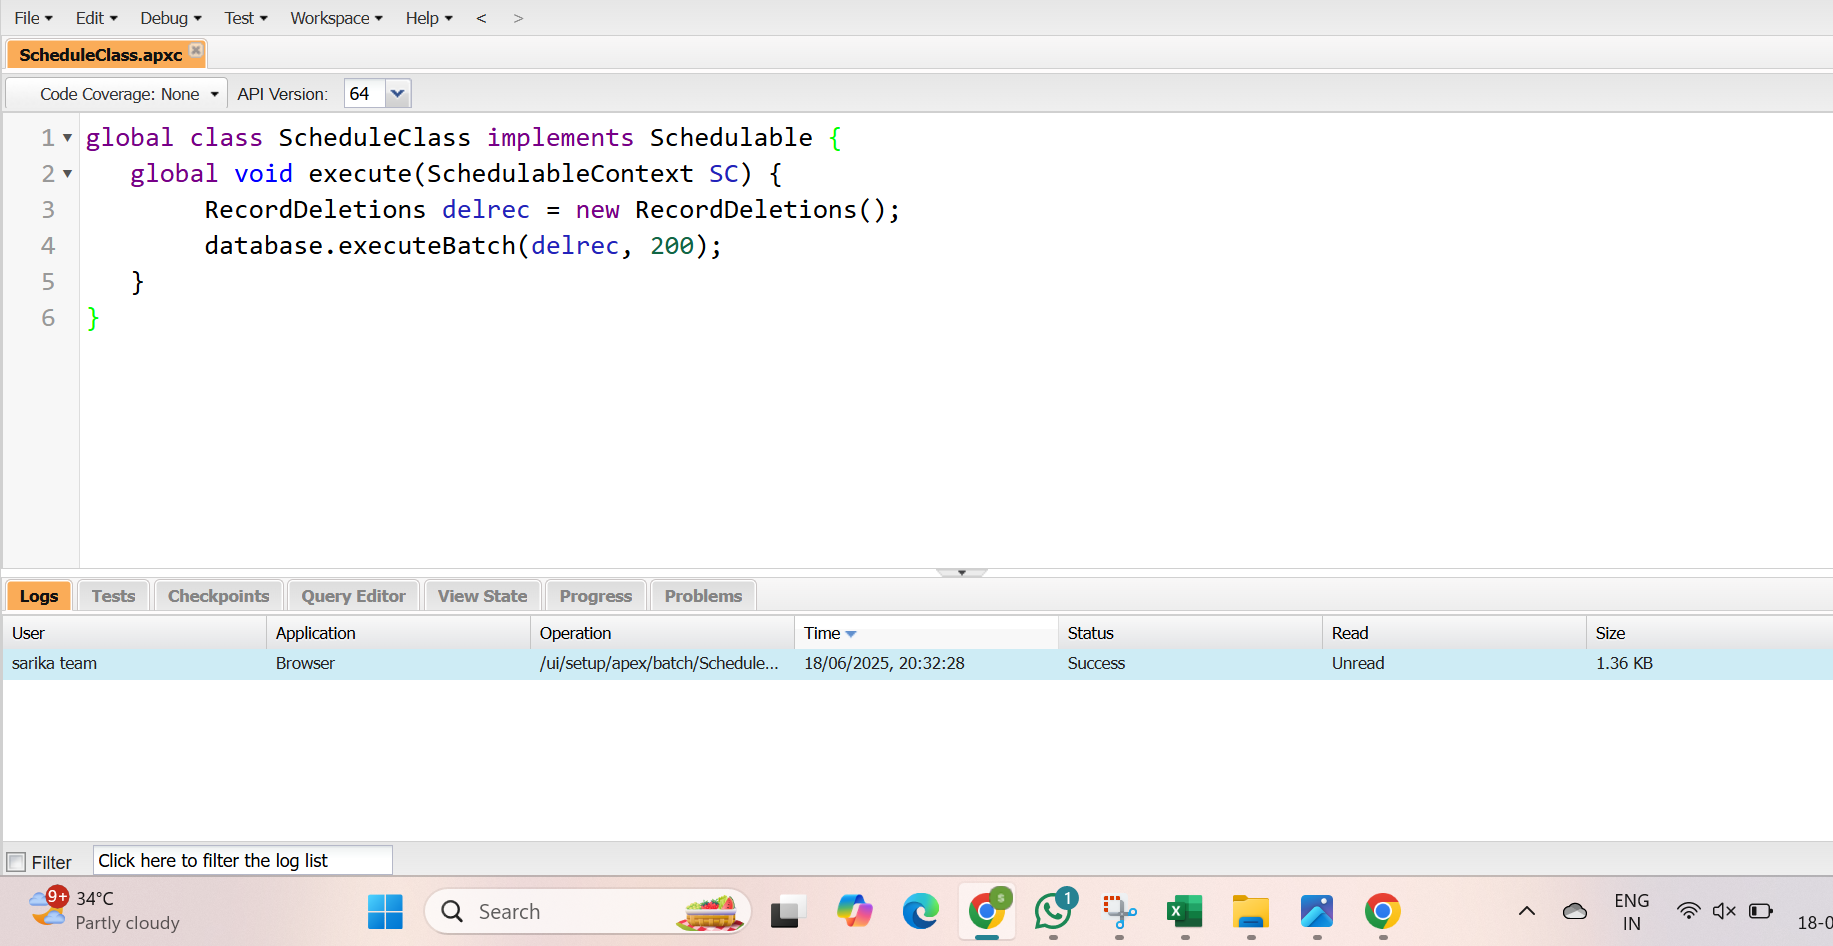 File Edit Debug Test Workspace Help < >
ScheduleClass.apxc
Code Coverage: None API Version: 64
1 global class ScheduleClass implements Schedulable {
2 global void execute(SchedulableContext SC) {
3 RecordDeletions delrec = new RecordDeletions();
4 database.executeBatch(delrec, 200);
5 }
6 }
Logs Tests Checkpoints Query Editor View State Progress Problems
User Application Operation Time Status Read Size
sarika team Browser /ui/setup/apex/batch/Schedule... 18/06/2025, 20:32:28 Success Unread 1.36 KB
Filter Click here to filter the log list
9+ 34°C
Partly cloudy
Search
S
1
X
ENG
IN
18-0